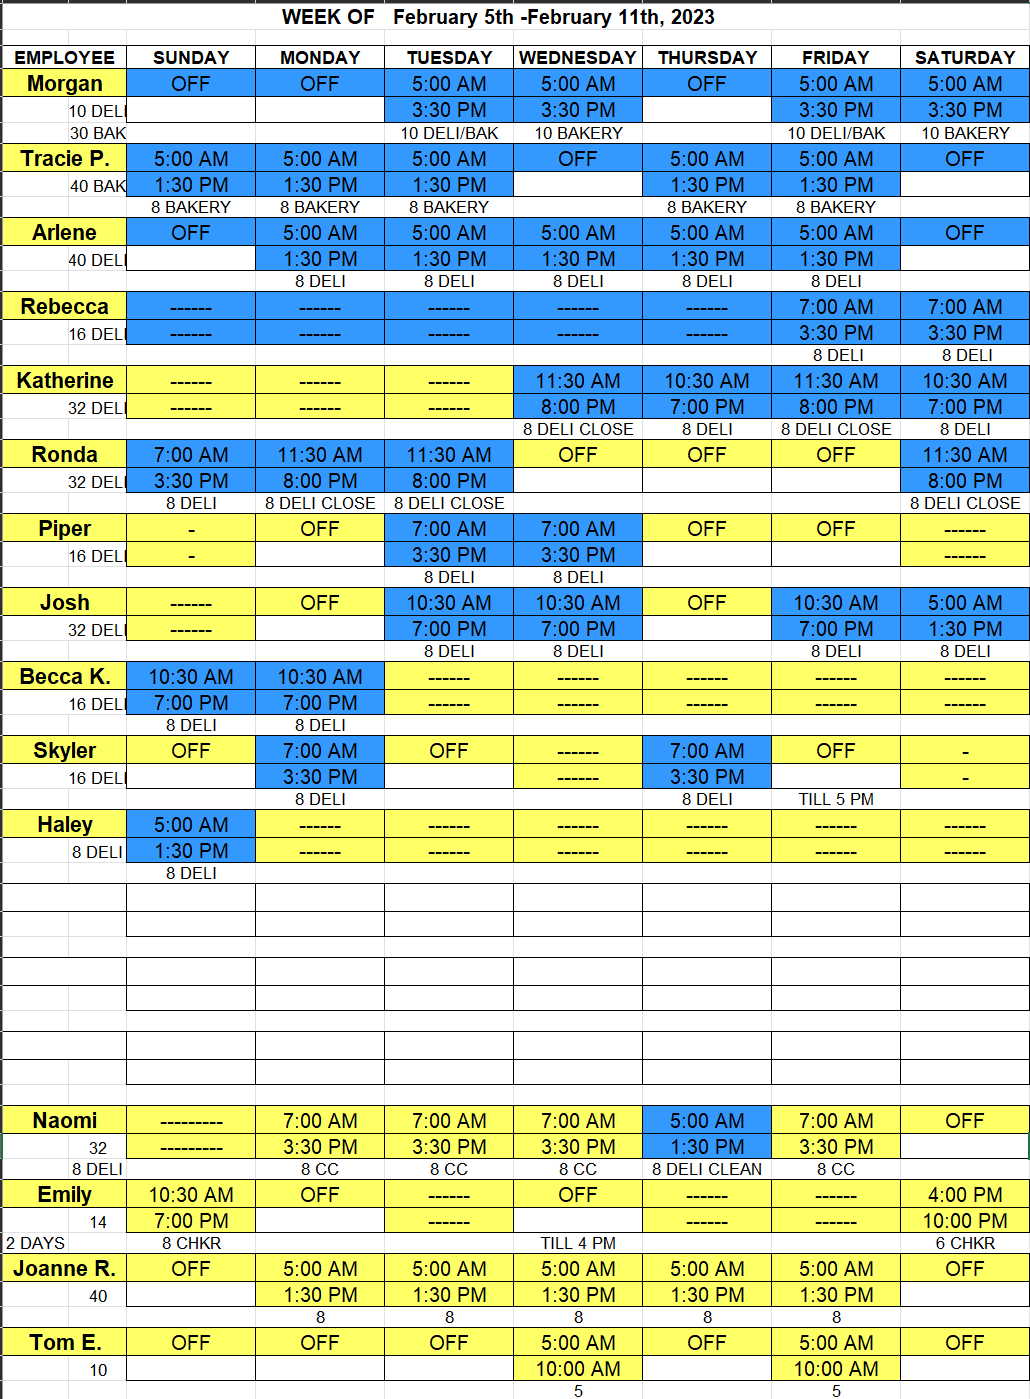 WEEK OF February 5th -February 11th, 2023
EMPLOYEE SUNDAY MONDAY TUESDAY WEDNESDAY THURSDAY FRIDAY SATURDAY
Morgan OFF OFF 5:00 AM 5:00 AM OFF 5:00 AM 5:00 AM
10 DELI 3:30 PM 3:30 PM 3:30 PM 3:30 PM
30 BAK 10 DELI/BAK 10 BAKERY 10 DELI/BAK 10 BAKERY
Tracie P. 5:00 AM 5:00 AM 5:00 AM OFF 5:00 AM 5:00 AM OFF
40 BAK 1:30 PM 1:30 PM 1:30 PM 1:30 PM 1:30 PM
8 BAKERY 8 BAKERY 8 BAKERY 8 BAKERY 8 BAKERY
Arlene OFF 5:00 AM 5:00 AM 5:00 AM 5:00 AM 5:00 AM OFF
40 DELI 1:30 PM 1:30 PM 1:30 PM 1:30 PM 1:30 PM
8 DELI 8 DELI 8 DELI 8 DELI 8 DELI
Rebecca ------ ------ ------ ------ ------ 7:00 AM 7:00 AM
16 DELI ------ ------ ------ ------ ------ 3:30 PM 3:30 PM
8 DELI 8 DELI
Katherine ------ ------ ------ 11:30 AM 10:30 AM 11:30 AM 10:30 AM
32 DELI ------ ------ ------ 8:00 PM 7:00 PM 8:00 PM 7:00 PM
8 DELI CLOSE 8 DELI 8 DELI CLOSE 8 DELI
Ronda 7:00 AM 11:30 AM 11:30 AM OFF OFF OFF 11:30 AM
32 DELI 3:30 PM 8:00 PM 8:00 PM 8:00 PM
8 DELI 8 DELI CLOSE 8 DELI CLOSE 8 DELI CLOSE
Piper - OFF 7:00 AM 7:00 AM OFF OFF ------
16 DELI - 3:30 PM 3:30 PM ------
8 DELI 8 DELI
Josh ------ OFF 10:30 AM 10:30 AM OFF 10:30 AM 5:00 AM
32 DELI ------ 7:00 PM 7:00 PM 7:00 PM 1:30 PM
8 DELI 8 DELI 8 DELI 8 DELI
Becca K. 10:30 AM 10:30 AM ------ ------ ------ ------ ------
16 DELI 7:00 PM 7:00 PM ------ ------ ------ ------ ------
8 DELI 8 DELI
Skyler OFF 7:00 AM OFF ------ 7:00 AM OFF -
16 DELI 3:30 PM ------ 3:30 PM -
8 DELI 8 DELI TILL 5 PM
Haley 5:00 AM ------ ------ ------ ------ ------ ------
8 DELI 1:30 PM ------ ------ ------ ------ ------ ------
8 DELI
Naomi --------- 7:00 AM 7:00 AM 7:00 AM 5:00 AM 7:00 AM OFF
32 --------- 3:30 PM 3:30 PM 3:30 PM 1:30 PM 3:30 PM
8 DELI 8 CC 8 CC 8 CC 8 DELI CLEAN 8 CC
Emily 10:30 AM OFF ------ OFF ------ ------ 4:00 PM
14 7:00 PM ------ ------ ------ 10:00 PM
2 DAYS 8 CHKR TILL 4 PM 6 CHKR
Joanne R. OFF 5:00 AM 5:00 AM 5:00 AM 5:00 AM 5:00 AM OFF
40 1:30 PM 1:30 PM 1:30 PM 1:30 PM 1:30 PM
8 8 8 8 8
Tom E. OFF OFF OFF 5:00 AM OFF 5:00 AM OFF
10 10:00 AM 10:00 AM
5 5